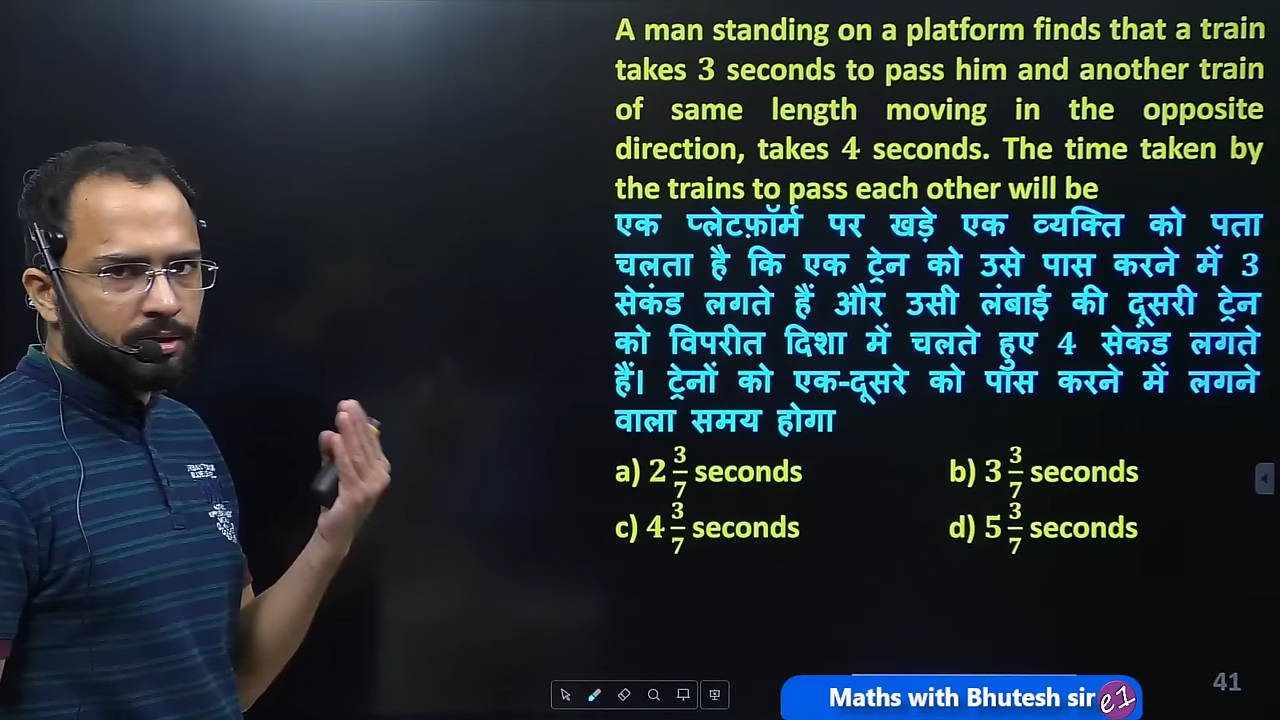 A man standing on a platform finds that a train
takes 3 seconds to pass him and another train
of same length moving in the opposite
direction, takes 4 seconds. The time taken by
the trains to pass each other will be
एक प्लेटफ़ॉर्म पर खड़े एक व्यक्ति को पता
चलता है कि एक ट्रेन को उसे पास करने में 3
सेकंड लगते हैं और उसी लंबाई की दूसरी ट्रेन
को विपरीत दिशा में चलते हुए 4 सेकंड लगते
हैं। ट्रेनों को एक-दूसरे को पास करने में लगने
वाला समय होगा
a) 2 3/7 seconds b) 3 3/7 seconds
c) 4 3/7 seconds d) 5 3/7 seconds
41
Maths with Bhutesh sir e1